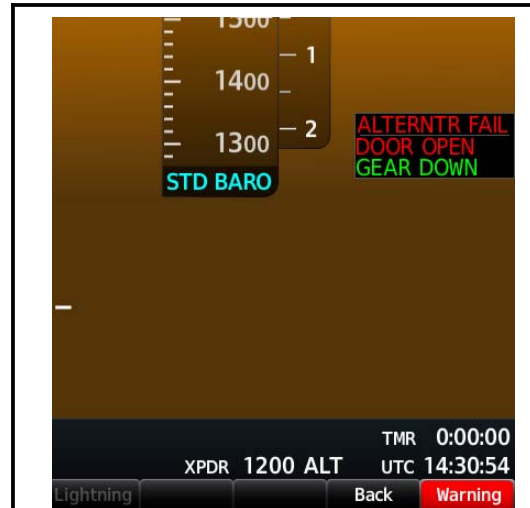 1500
1
1400
2
1300
ALTERNTR FAIL
DOOR OPEN
GEAR DOWN
STD BARO
TMR 0:00:00
XPDR 1200 ALT UTC 14:30:54
Lightning Back Warning